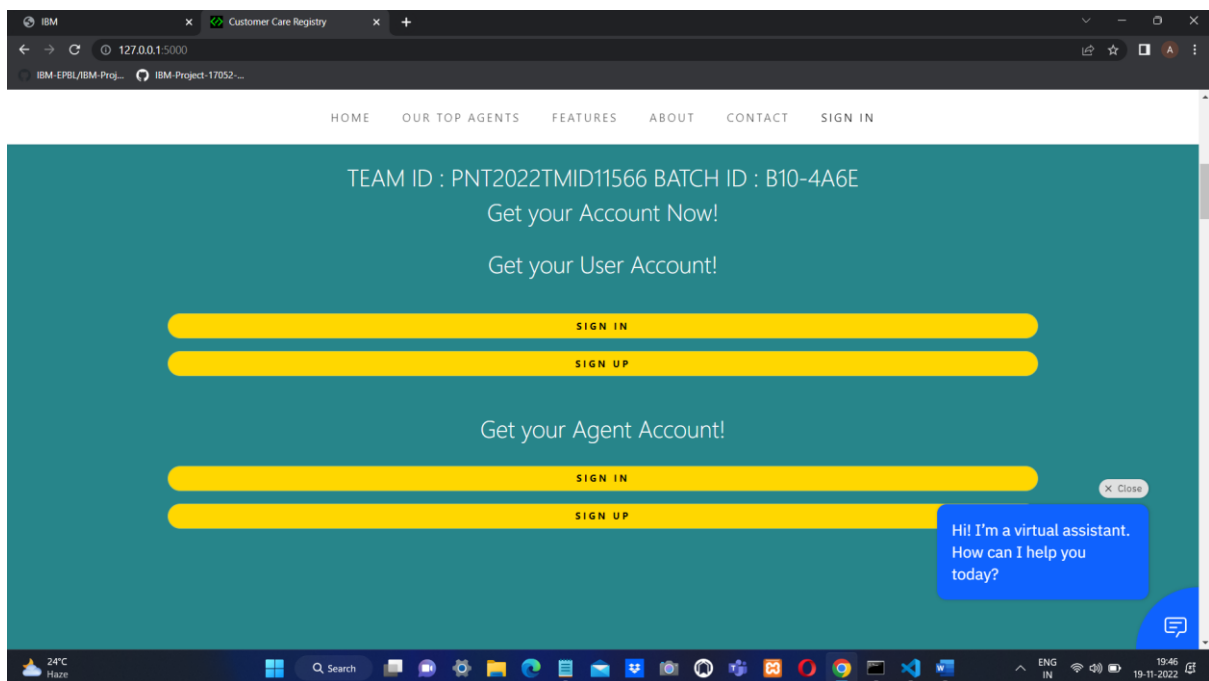 IBM
Customer Care Registry
127.0.0.1:5000
IBM-EPBL/IBM-Proj...
IBM-Project-17052-...
HOME OUR TOP AGENTS FEATURES ABOUT CONTACT SIGN IN
TEAM ID : PNT2022TMID11566 BATCH ID : B10-4A6E
Get your Account Now!
Get your User Account!
SIGN IN
SIGN UP
Get your Agent Account!
SIGN IN
SIGN UP
× Close
Hi! I'm a virtual assistant.
How can I help you
today?
24°C
Haze
Search
ENG
IN
19:46
19-11-2022